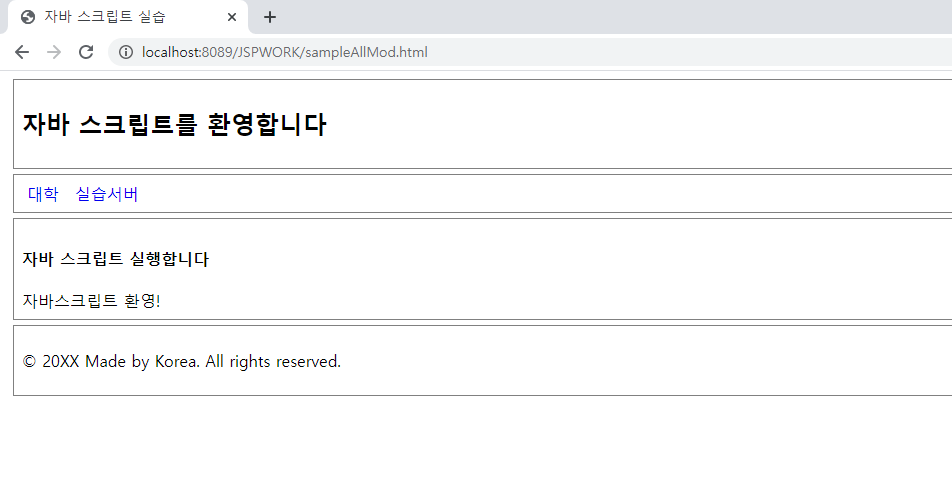 자바 스크립트 실습
localhost:8089/JSPWORK/sampleAllMod.html
자바 스크립트를 환영합니다
대학 실습서버
자바 스크립트 실행합니다
자바스크립트 환영!
© 20XX Made by Korea. All rights reserved.